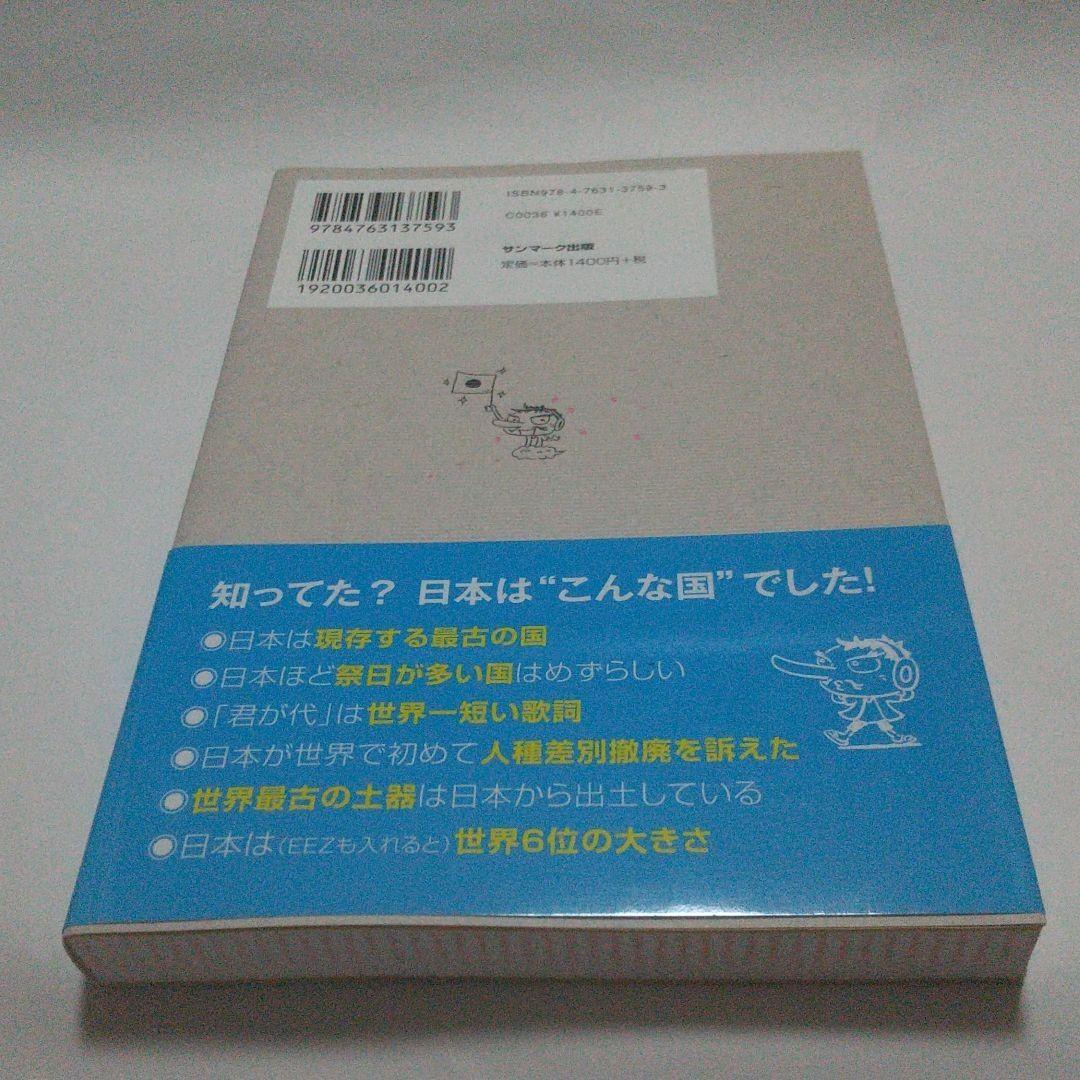 ISBN978-4-7631-3759-3
C0036 ¥1400E
9784763137593
サンマーク出版
定価=本体1400円+税
1920036014002
知ってた？ 日本は“こんな国”でした!
●日本は現存する最古の国
●日本ほど祭日が多い国はめずらしい
●「君が代」は世界一短い歌詞
●日本が世界で初めて人種差別撤廃を訴えた
●世界最古の土器は日本から出土している
●日本は(EEZも入れると)世界6位の大きさ